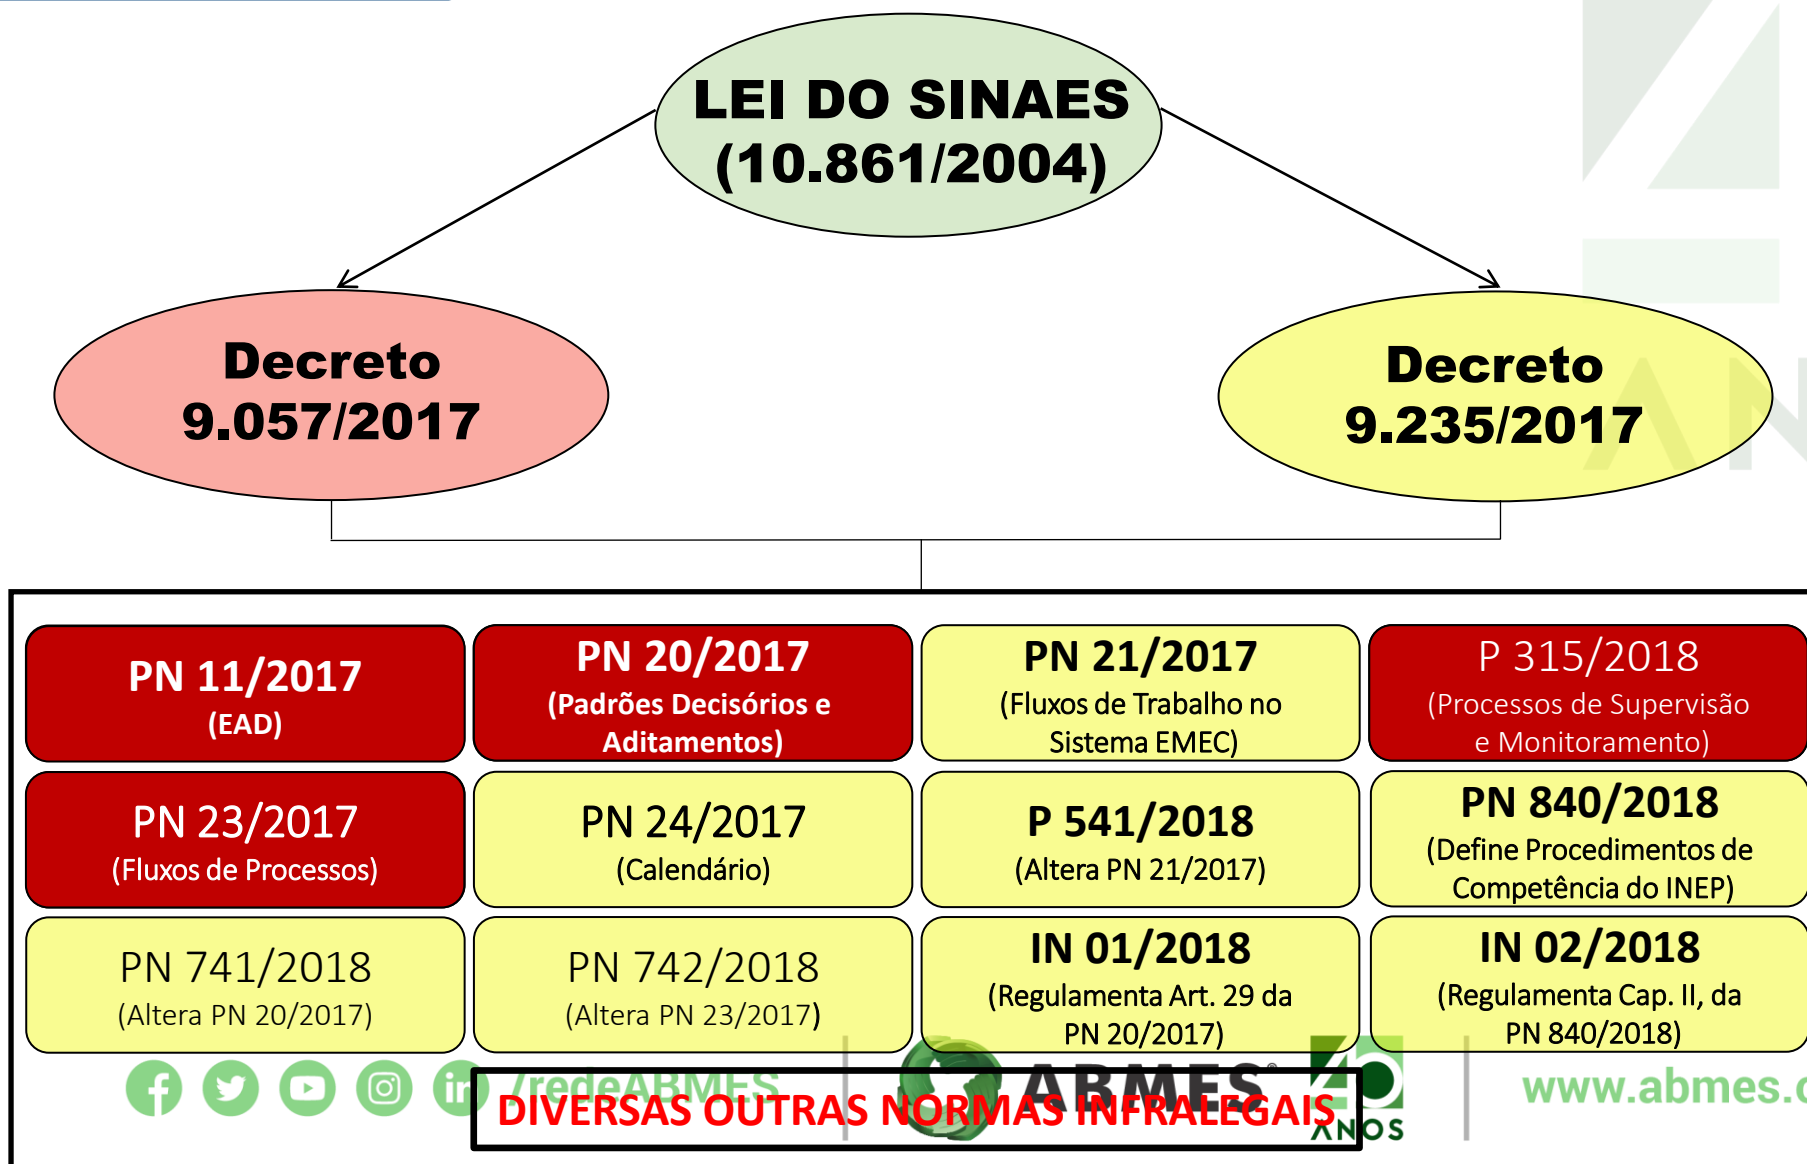 LEI DO SINAES
(10.861/2004)
Decreto
9.057/2017
Decreto
9.235/2017
PN 11/2017
(EAD)
PN 20/2017
(Padrões Decisórios e
Aditamentos)
PN 21/2017
(Fluxos de Trabalho no
Sistema EMEC)
P 315/2018
(Processos de Supervisão
e Monitoramento)
PN 23/2017
(Fluxos de Processos)
PN 24/2017
(Calendário)
P 541/2018
(Altera PN 21/2017)
PN 840/2018
(Define Procedimentos de
Competência do INEP)
PN 741/2018
(Altera PN 20/2017)
PN 742/2018
(Altera PN 23/2017)
IN 01/2018
(Regulamenta Art. 29 da
PN 20/2017)
IN 02/2018
(Regulamenta Cap. II, da
PN 840/2018)
/redeABMES
ABMES®
ANOS
www.abmes.
DIVERSAS OUTRAS NORMAS INFRALEGAIS